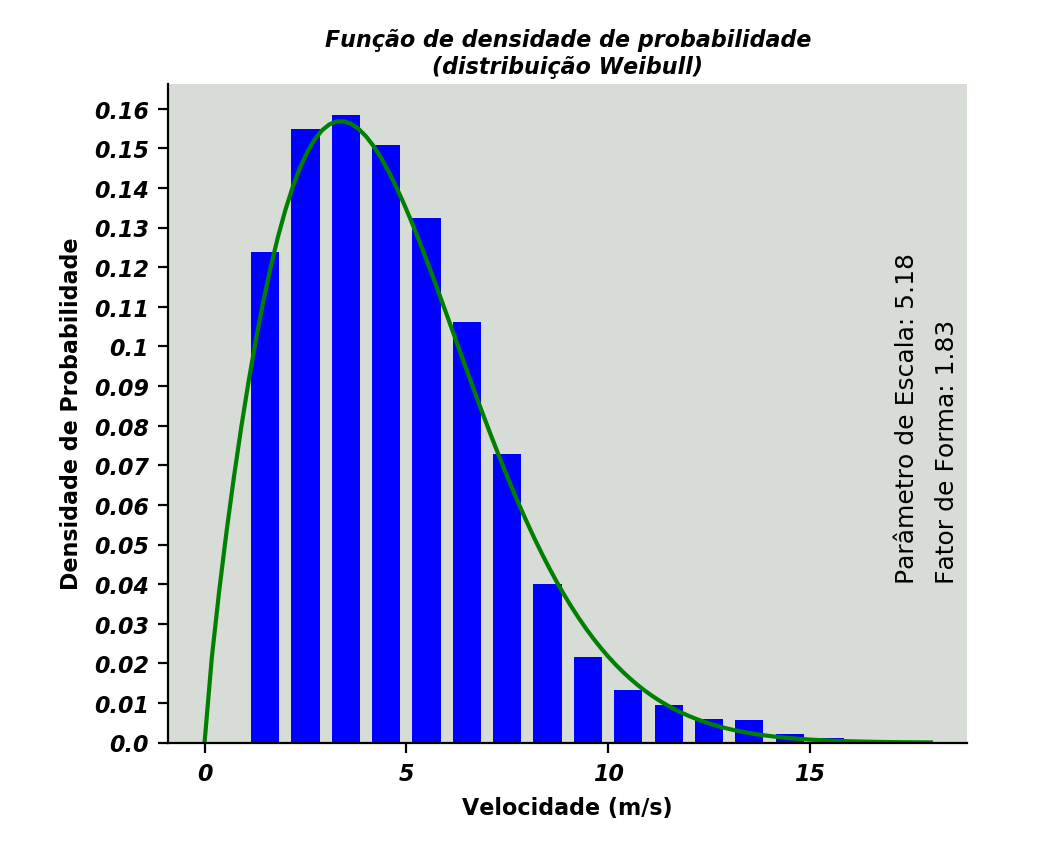 Função de densidade de probabilidade
(distribuição Weibull)
0.16
0.15
0.14
0.13
0.12
0.11
0.1
0.09
0.08
0.07
0.06
0.05
0.04
0.03
0.02
0.01
0.0
Densidade de Probabilidade
Parâmetro de Escala: 5.18
Fator de Forma: 1.83
0 5 10 15
Velocidade (m/s)